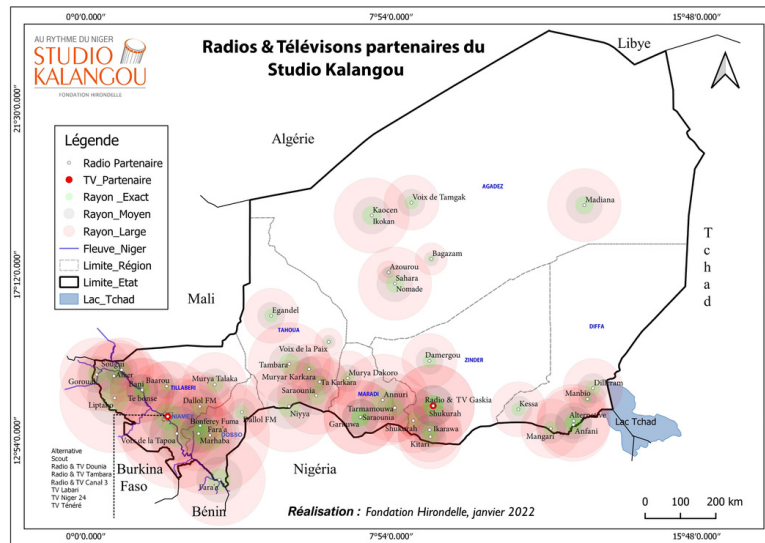 0°0'0.000"
7°54'0.000"
15°48'0.000"
AU RYTHME DU NIGER
STUDIO
KALANGOU
FONDATION HIRONDELLE
Radios & Télévisons partenaires du
Studio Kalangou
Libye
21°30'0.000"
Algérie
Légende
Radio Partenaire
TV_Partenaire
Rayon _Exact
Rayon_Moyen
Rayon_Large
Fleuve_Niger
Limite_Région
Limite_Etat
Lac_Tchad
AGADEZ
Voix de Tamgak
Kaocen
Ikokan
Madiana
Tchad
Bagazam
Azourou
Sahara
Nomade
17°12'0.000"
Mali
Egandel
TAHOUA
DIFFA
Voix de la Paix
Damergou
ZINDER
Tambara
Muryar Karkara
Murya Dakoro
Ta Karkara
Saraounia
Niyya
MARADI
Annuri
Tarmamouwa
Saraounia
Garkuwa
Radio & TV Gaskia
Shukurah
Shukurah
Ikarawa
Kitari
Kessa
Dilliram
Manbio
Alternative
Anfani
Mangari
Lac Tchad
Gorouol
Liptako
Bani
Baarou
Te bonse
TILLABERI
Murya Talaka
Dallol FM
Dallol FM
NIAMEY
Bonferey Fuma
Fara'a
Marhaba
DOSSO
Voix de la Tapoa
Fara'a
12°54'0.000"
Alternative
Scout
Radio & TV Dounia
Radio & TV Tambara
Radio & TV Canal 3
TV Labari
TV Niger 24
TV Ténéré
Burkina
Faso
Bénin
Nigéria
Réalisation : Fondation Hirondelle, janvier 2022
0 100 200 km
0°0'0.000"
7°54'0.000"
15°48'0.000"